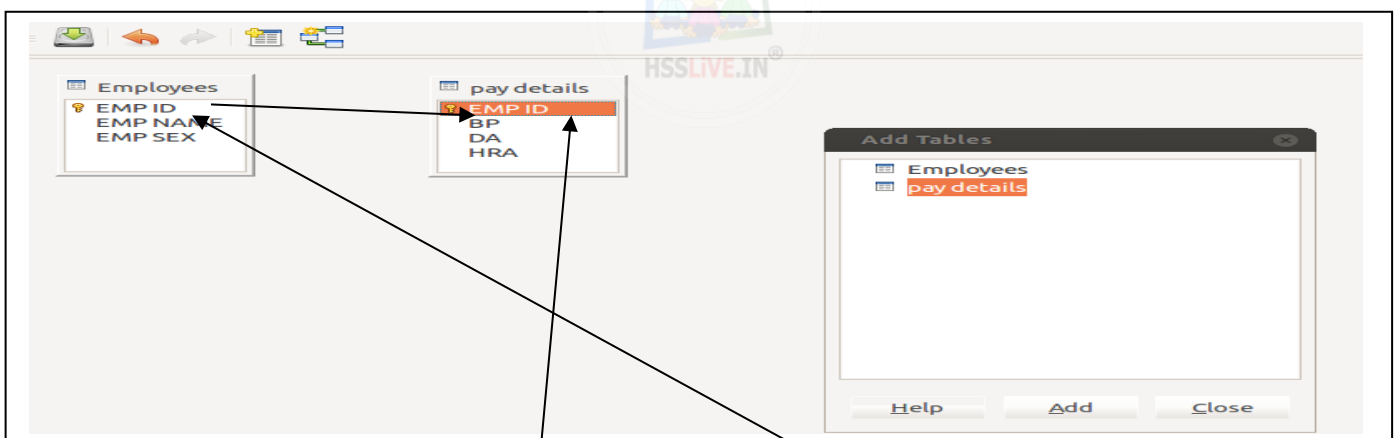 HSSLiVE.IN®
Employees
EMP ID
EMP NAME
EMP SEX
pay details
EMP ID
BP
DA
HRA
Add Tables
Employees
pay details
Help
Add
Close